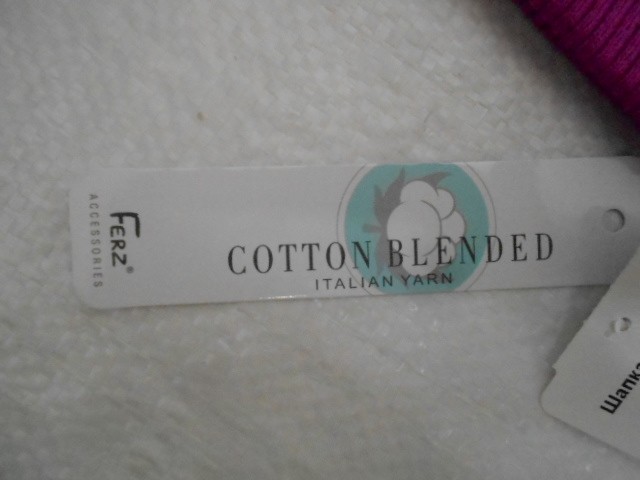 FERZ®
ACCESSORIES
COTTON BLENDED
ITALIAN YARN
Шапка